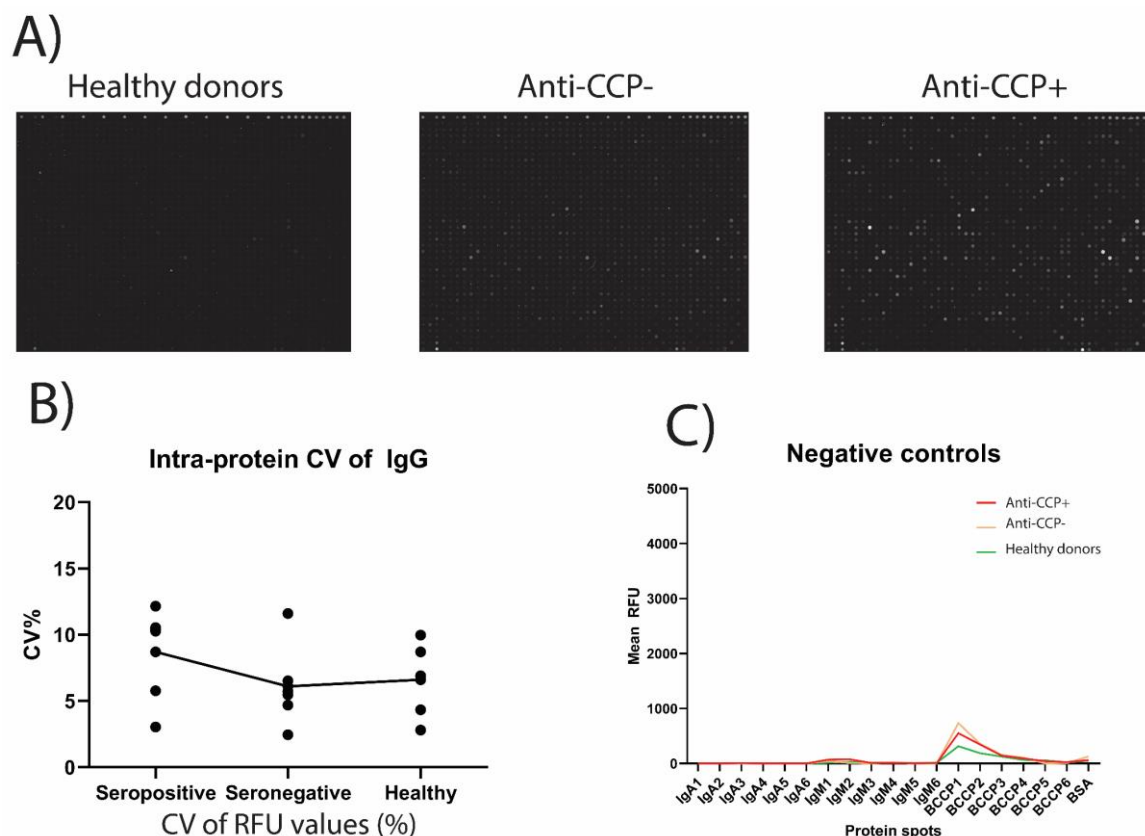 A)
Healthy donors
Anti-CCP-
Anti-CCP+
B)
Intra-protein CV of IgG
CV%
20
15
10
5
0
Seropositive
Seronegative
Healthy
CV of RFU values (%)
C)
Negative controls
Mean RFU
5000
4000
3000
2000
1000
0
Anti-CCP+
Anti-CCP-
Healthy donors
IgA1
IgA2
IgA3
IgA4
IgA5
IgA6
IgM1
IgM2
IgM3
IgM4
IgM5
IgM6
BCCP1
BCCP2
BCCP3
BCCP4
BCCP5
BCCP6
BSA
Protein spots